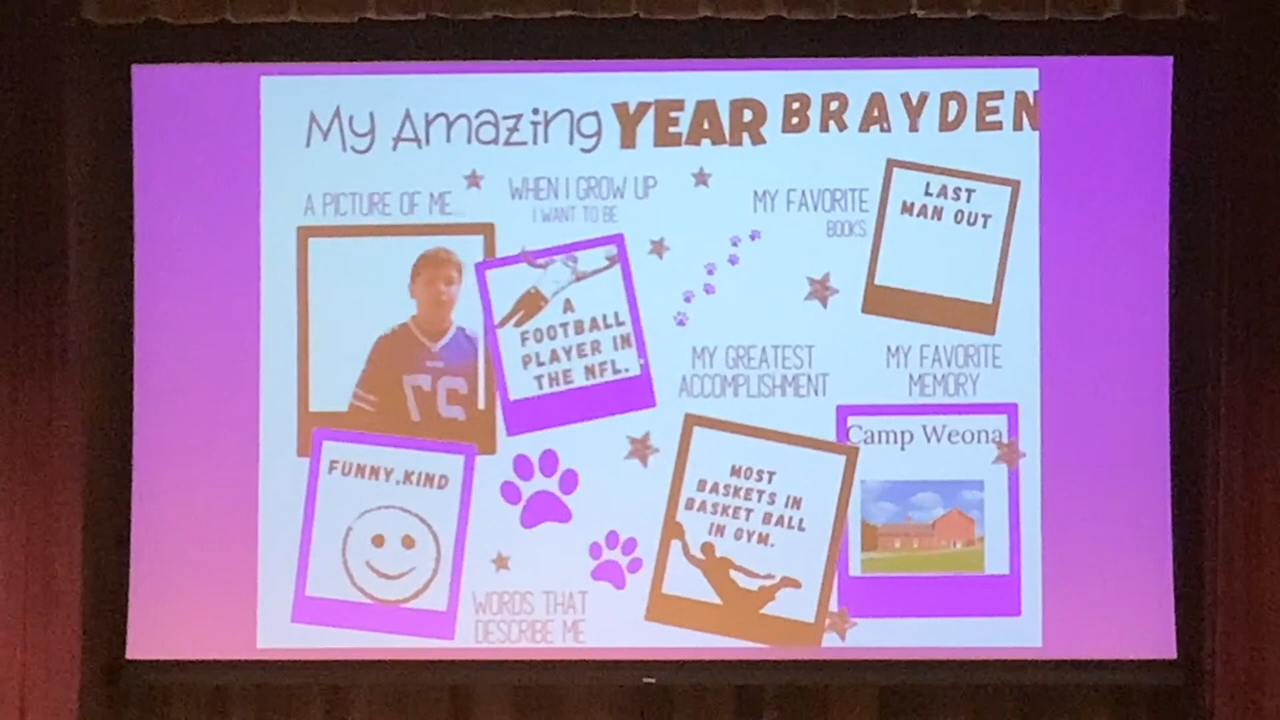 My Amazing YEAR BRAYDEN
A PICTURE OF ME...
WHEN I GROW UP
I WANT TO BE
MY FAVORITE
BOOKS
LAST
MAN OUT
A
FOOTBALL
PLAYER IN
THE NFL.
72
MY GREATEST
ACCOMPLISHMENT
MY FAVORITE
MEMORY
FUNNY,KIND
MOST
BASKETS IN
BASKET BALL
IN GYM.
Camp Weona
WORDS THAT
DESCRIBE ME